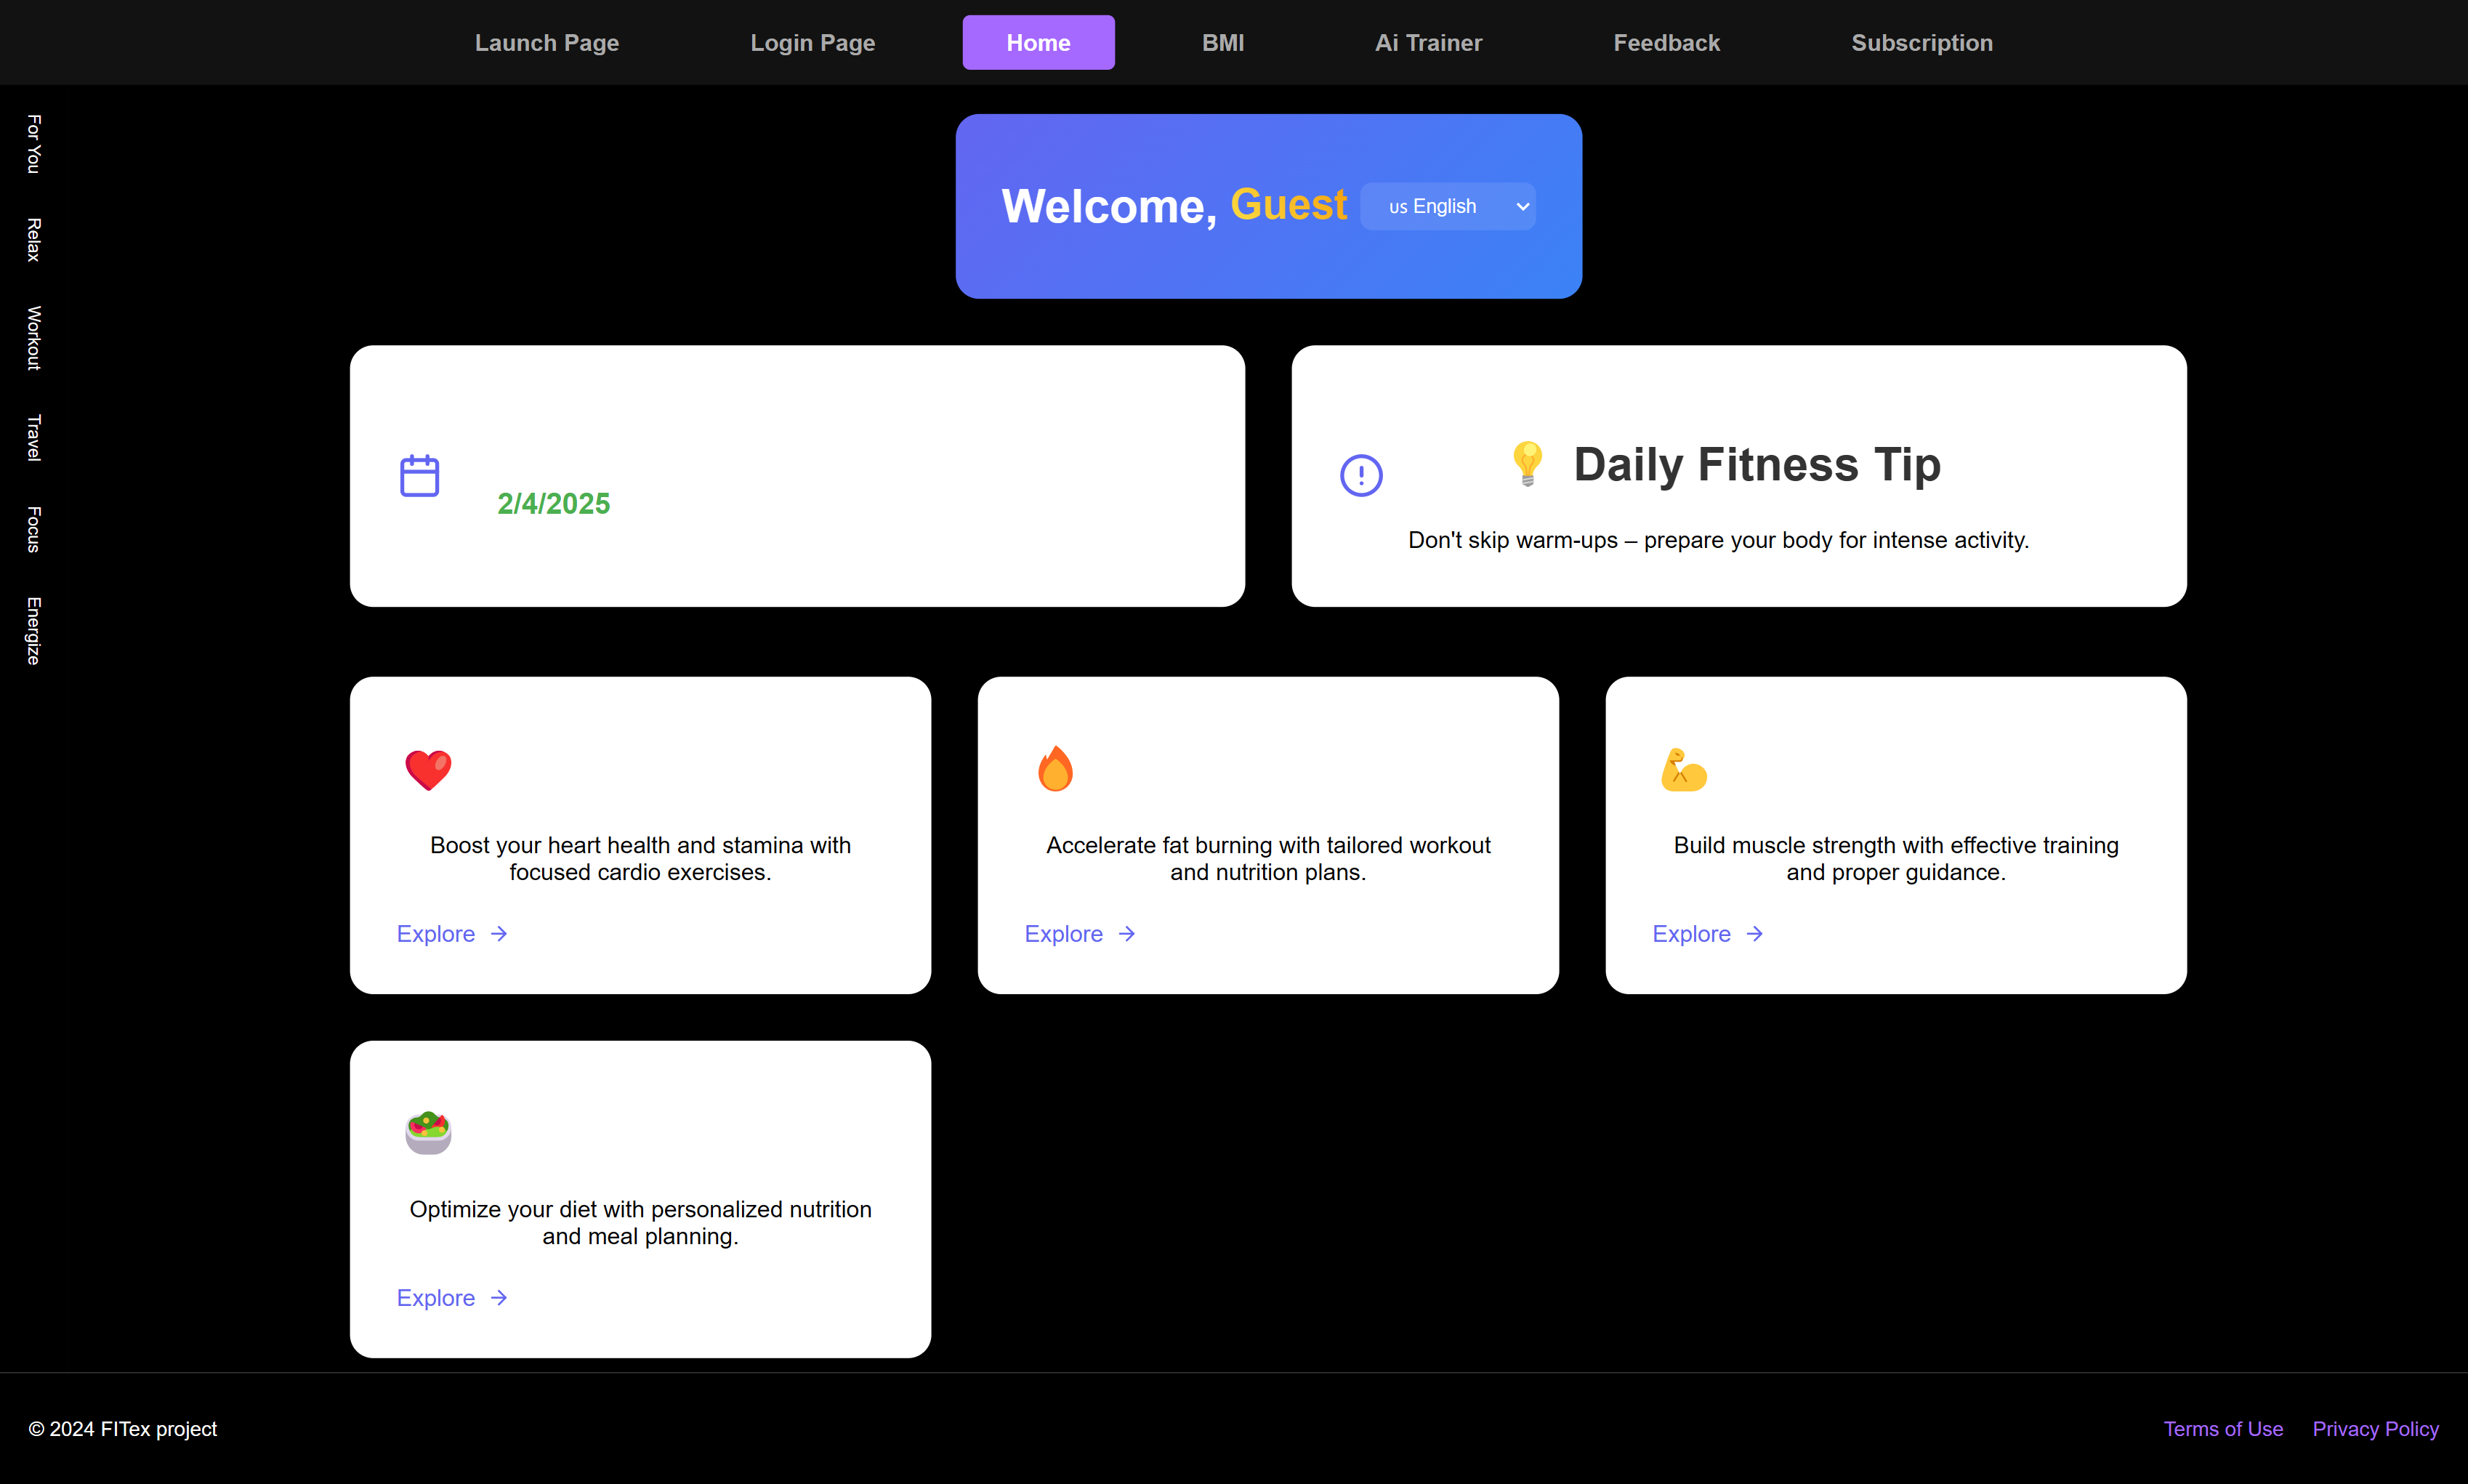 Launch Page
Login Page
Home
BMI
Ai Trainer
Feedback
Subscription
For You
Relax
Workout
Travel
Focus
Energize
Welcome, Guest
us English
2/4/2025
Daily Fitness Tip
Don't skip warm-ups – prepare your body for intense activity.
Boost your heart health and stamina with
focused cardio exercises.
Explore →
Accelerate fat burning with tailored workout
and nutrition plans.
Explore →
Build muscle strength with effective training
and proper guidance.
Explore →
Optimize your diet with personalized nutrition
and meal planning.
Explore →
© 2024 FITex project
Terms of Use
Privacy Policy